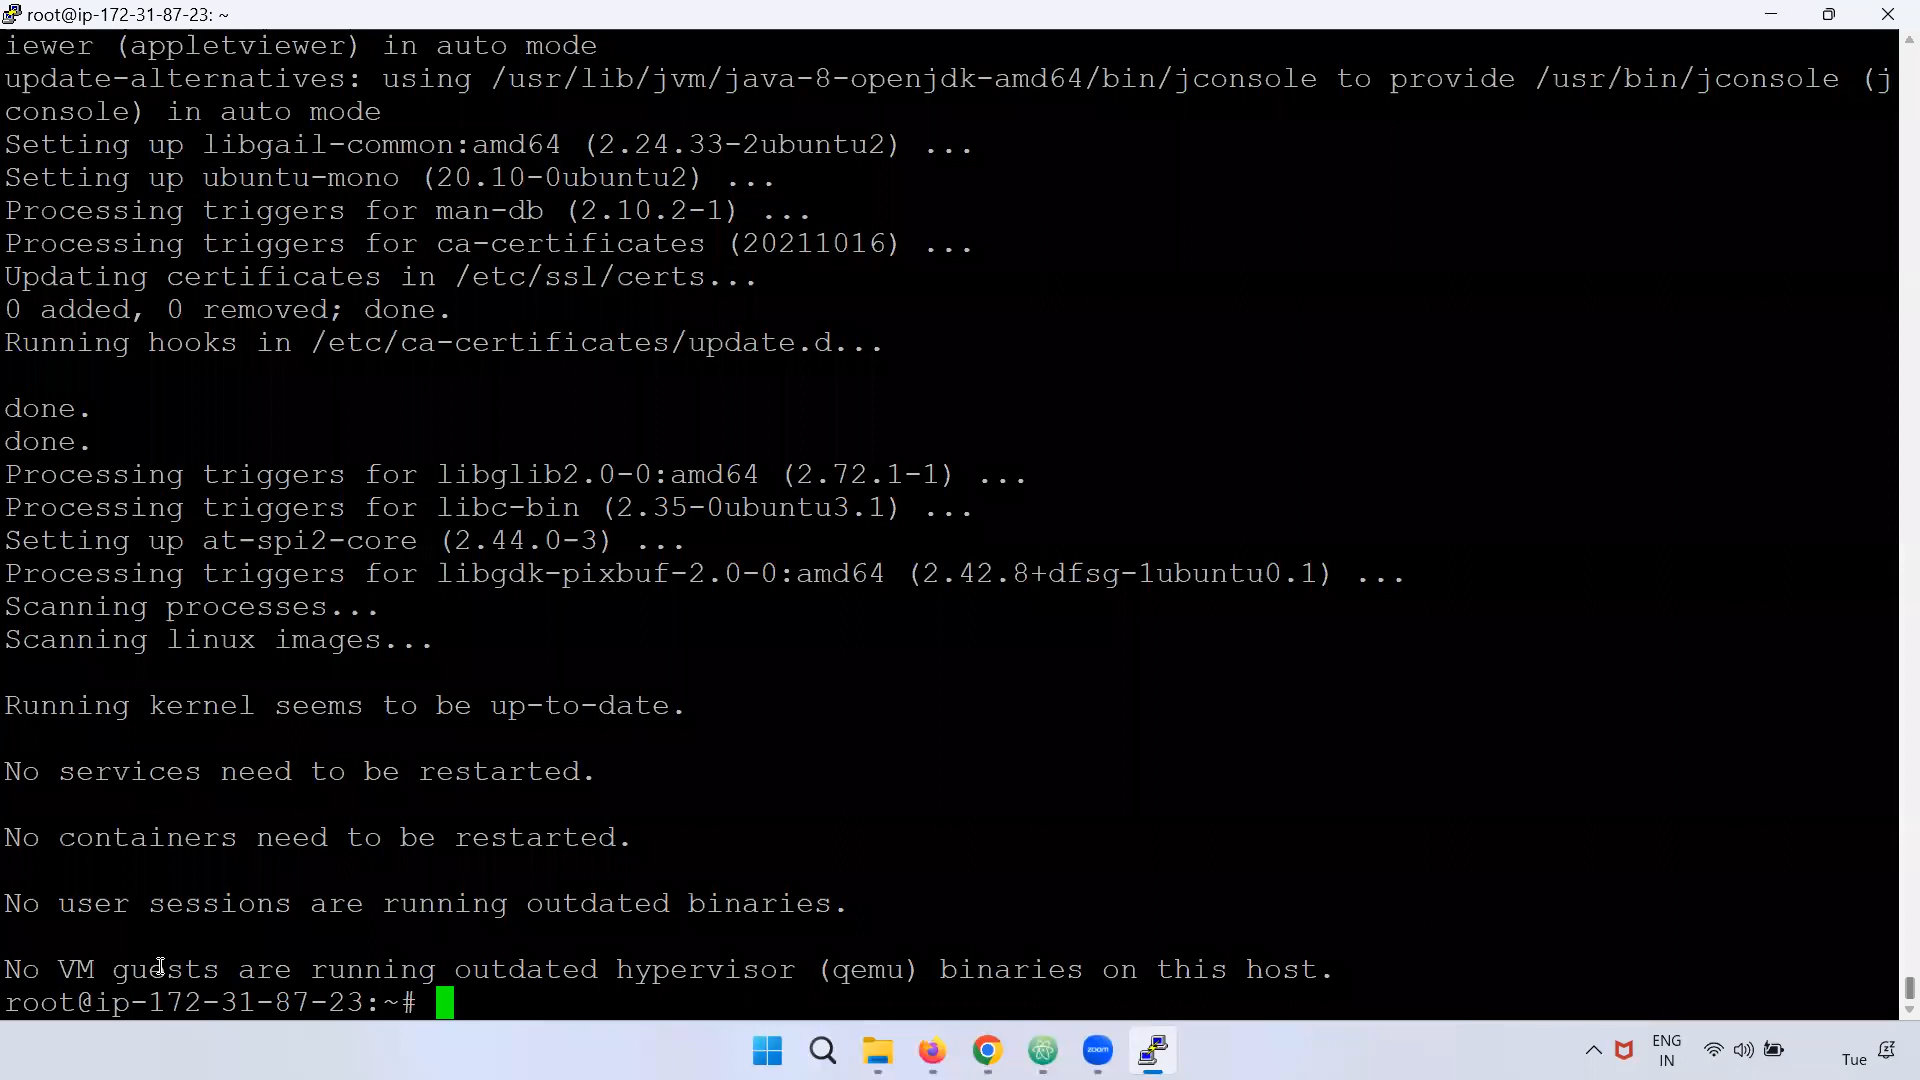 root@ip-172-31-87-23: ~
iewer (appletviewer) in auto mode
update-alternatives: using /usr/lib/jvm/java-8-openjdk-amd64/bin/jconsole to provide /usr/bin/jconsole (j
console) in auto mode
Setting up libgail-common:amd64 (2.24.33-2ubuntu2) ...
Setting up ubuntu-mono (20.10-0ubuntu2) ...
Processing triggers for man-db (2.10.2-1) ...
Processing triggers for ca-certificates (20211016) ...
Updating certificates in /etc/ssl/certs...
0 added, 0 removed; done.
Running hooks in /etc/ca-certificates/update.d...
done.
done.
Processing triggers for libglib2.0-0:amd64 (2.72.1-1) ...
Processing triggers for libc-bin (2.35-0ubuntu3.1) ...
Setting up at-spi2-core (2.44.0-3) ...
Processing triggers for libgdk-pixbuf-2.0-0:amd64 (2.42.8+dfsg-1ubuntu0.1) ...
Scanning processes...
Scanning linux images...
Running kernel seems to be up-to-date.
No services need to be restarted.
No containers need to be restarted.
No user sessions are running outdated binaries.
No VM guests are running outdated hypervisor (qemu) binaries on this host.
root@ip-172-31-87-23:~#
zoom
ENG
IN
Tue